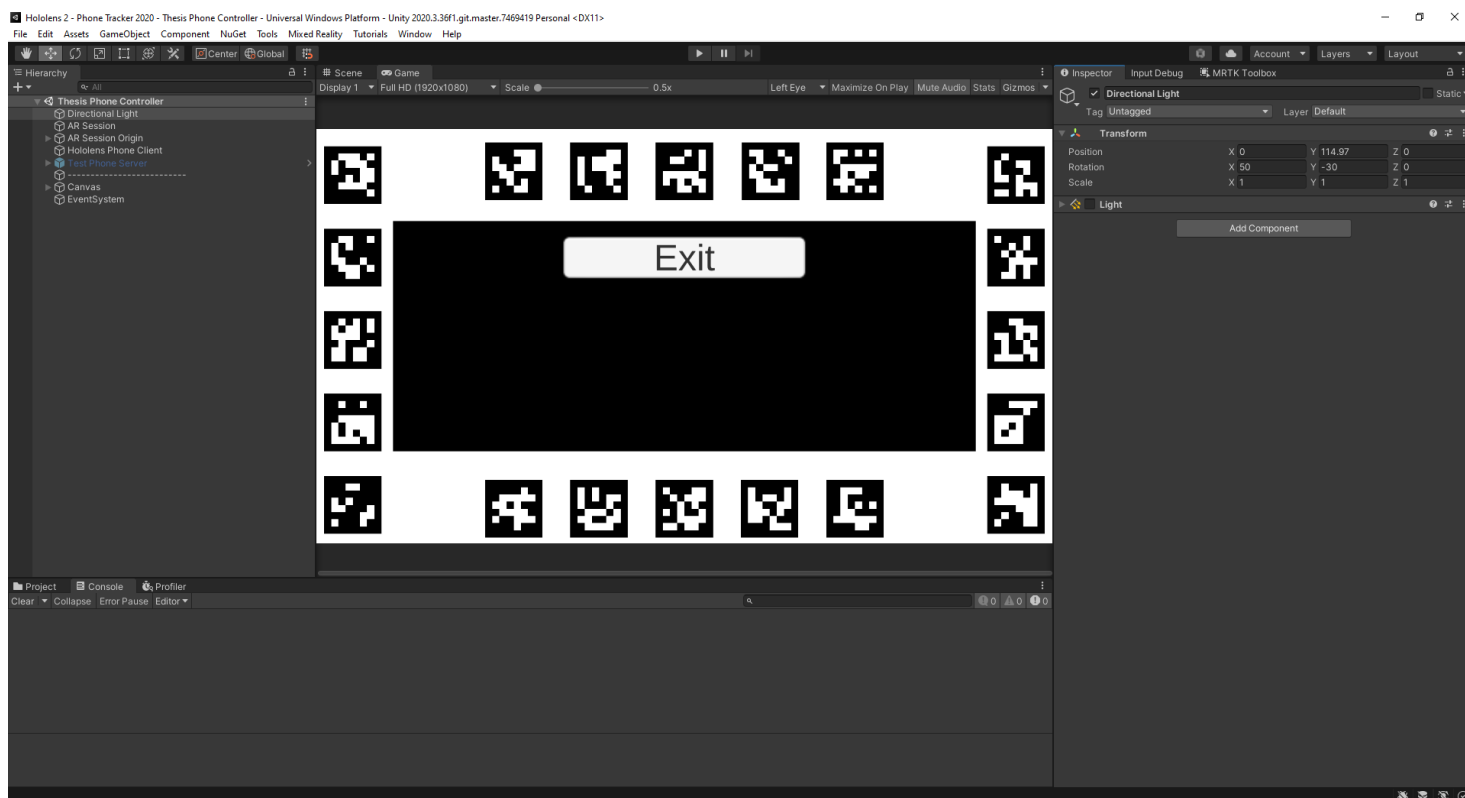 Hololens 2 - Phone Tracker 2020 - Thesis Phone Controller - Universal Windows Platform - Unity 2020.3.36f1.git.master.7469419 Personal <DX11>
File Edit Assets GameObject Component NuGet Tools Mixed Reality Tutorials Window Help
Center Global Account Layers Layout
Hierarchy
All
Thesis Phone Controller
Directional Light
AR Session
AR Session Origin
Hololens Phone Client
Test Phone Server
--------------------------
Canvas
EventSystem
Scene Game
Display 1 Full HD (1920x1080) Scale 0.5x Left Eye Maximize On Play Mute Audio Stats Gizmos
Exit
Inspector Input Debug MRTK Toolbox
Directional Light Static
Tag Untagged Layer Default
Transform
Position X 0 Y 114.97 Z 0
Rotation X 50 Y -30 Z 0
Scale X 1 Y 1 Z 1
Light
Add Component
Project Console Profiler
Clear Collapse Error Pause Editor 0 0 0